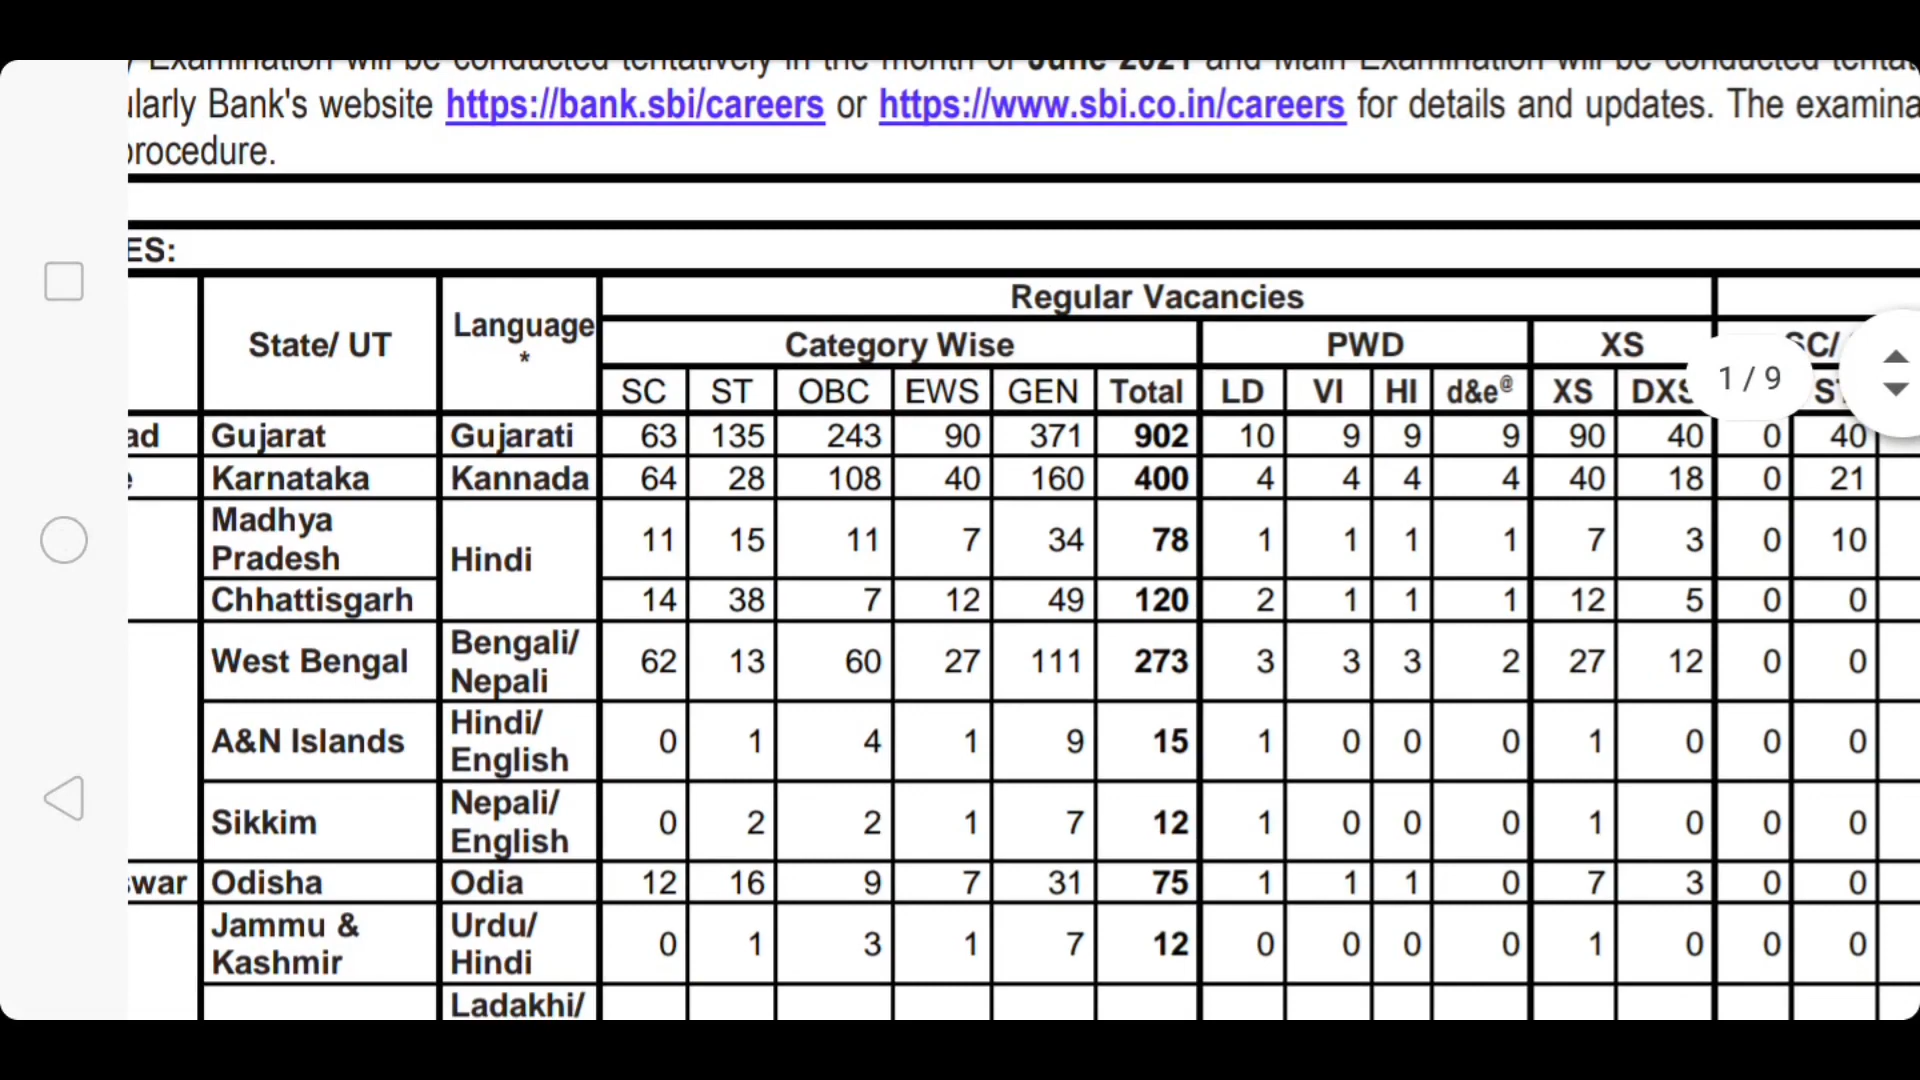 Examination will be conducted tentatively in the month of June 2021 and Main Examination will be conducted
Bank's website https://bank.sbi/careers or https://www.sbi.co.in/careers for details and updates. The
procedure.
ES:
State/ UT Language * Regular Vacancies
Category Wise PWD XS SC/
SC ST OBC EWS GEN Total LD VI HI d&e@ XS DXS 1 / 9
Gujarat Gujarati 63 135 243 90 371 902 10 9 9 9 90 40 0 40
Karnataka Kannada 64 28 108 40 160 400 4 4 4 4 40 18 0 21
Madhya
Pradesh Hindi 11 15 11 7 34 78 1 1 1 1 7 3 0 10
Chhattisgarh 14 38 7 12 49 120 2 1 1 1 12 5 0 0
West Bengal Bengali/
Nepali 62 13 60 27 111 273 3 3 3 2 27 12 0 0
A&N Islands Hindi/
English 0 1 4 1 9 15 1 0 0 0 1 0 0 0
Sikkim Nepali/
English 0 2 2 1 7 12 1 0 0 0 1 0 0 0
Odisha Odia 12 16 9 7 31 75 1 1 1 0 7 3 0 0
Jammu & Urdu/
Kashmir Hindi 0 1 3 1 7 12 0 0 0 0 1 0 0 0
Ladakhi/